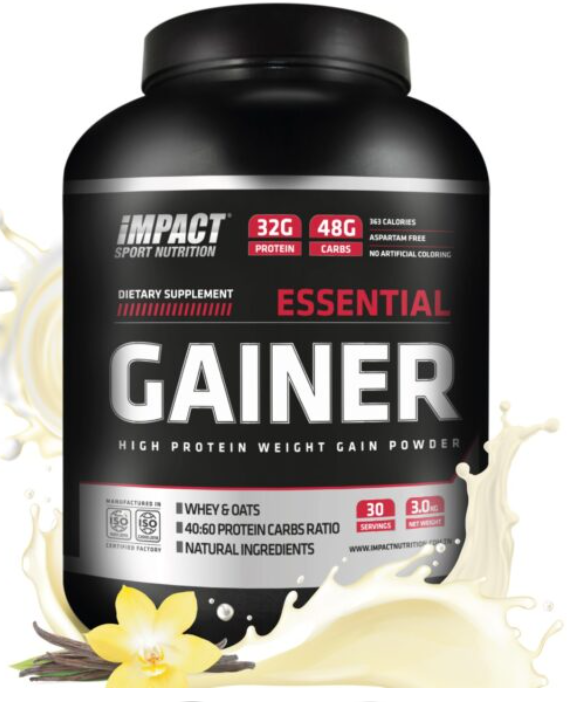 IMPACT®
SPORT NUTRITION
32G
PROTEIN
48G
CARBS
363 CALORIES
ASPARTAM FREE
NO ARTIFICIAL COLORING
DIETARY SUPPLEMENT
ESSENTIAL
GAINER
HIGH PROTEIN WEIGHT GAIN POWDER
MANUFACTURED IN
ISO
ISO
CERTIFIED FACTORY
WHEY & OATS
40:60 PROTEIN CARBS RATIO
NATURAL INGREDIENTS
30
SERVINGS
3.0KG
NET WEIGHT